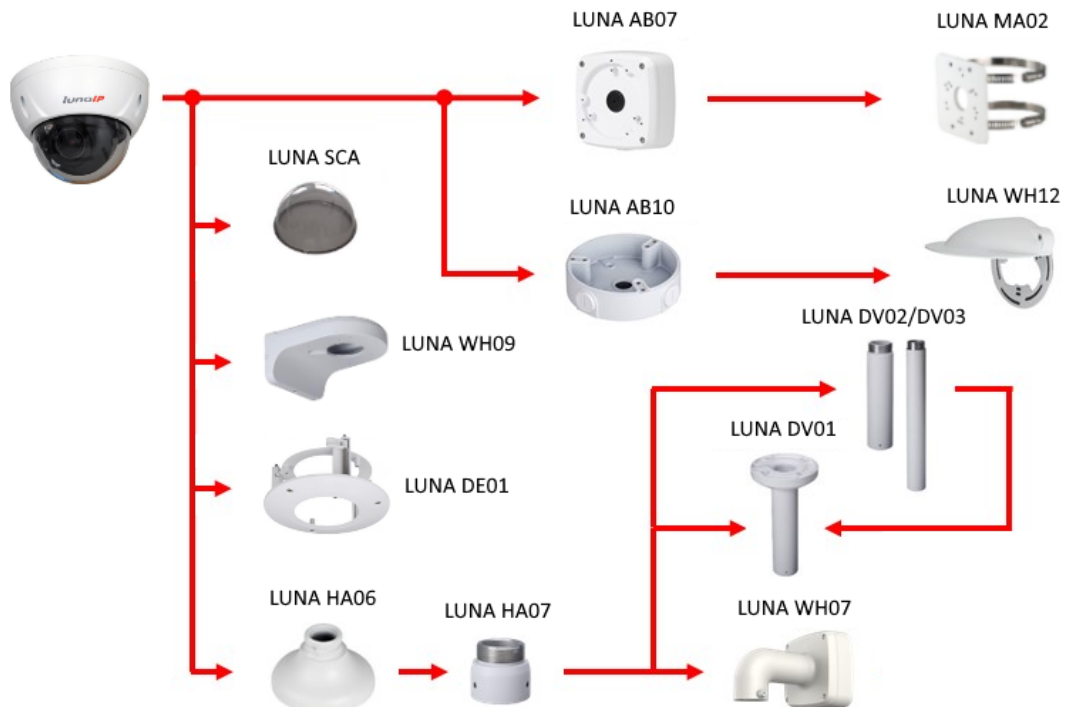 LUNA AB07
LUNA MA02
lunaIP
LUNA SCA
LUNA AB10
LUNA WH12
LUNA DV02/DV03
LUNA WH09
LUNA DV01
LUNA DE01
LUNA HA06
LUNA HA07
LUNA WH07